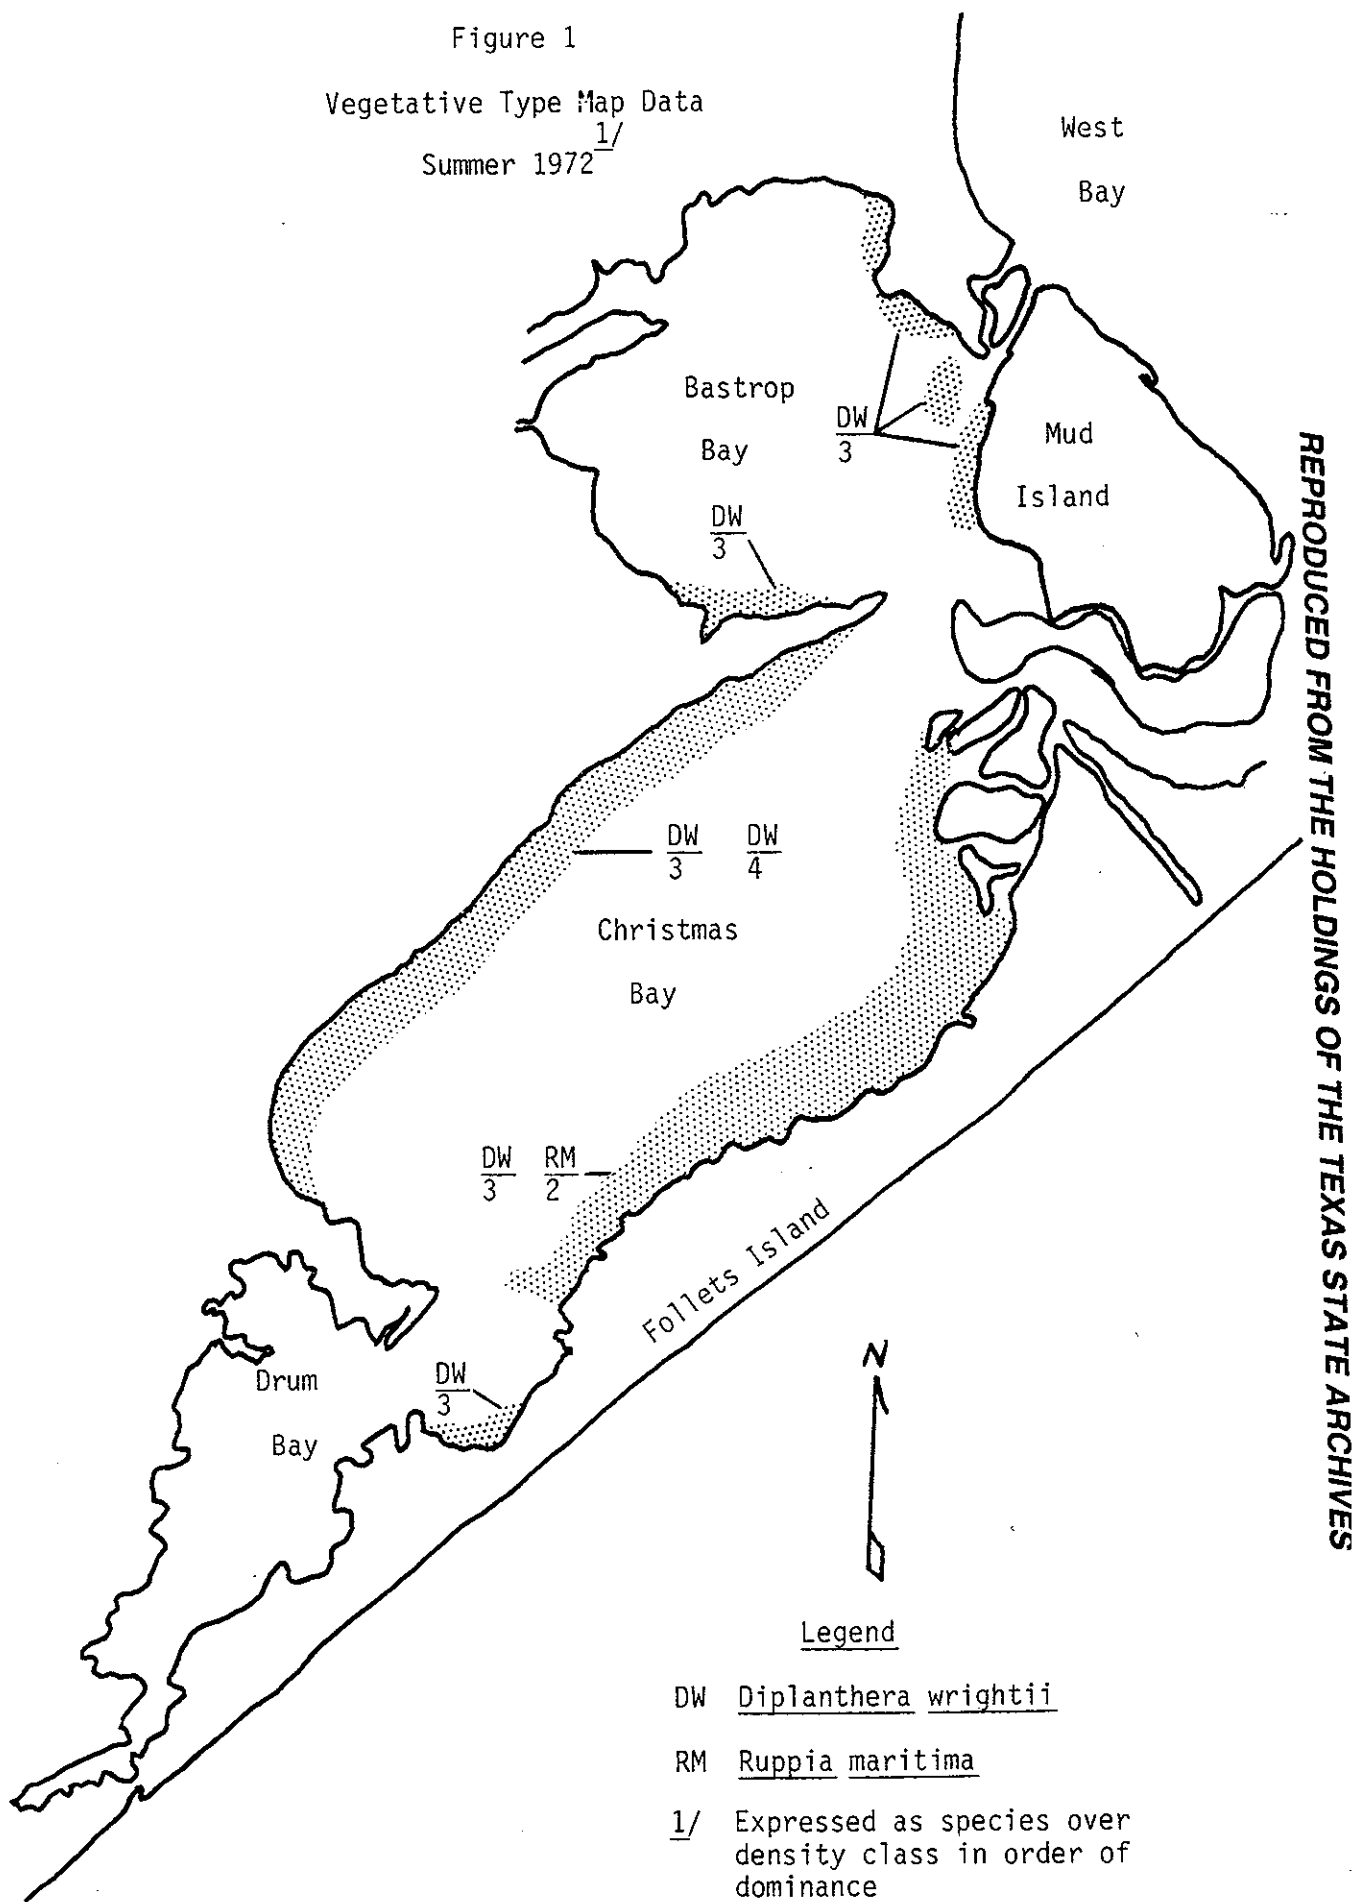 Figure 1
Vegetative Type Map Data
Summer 1972 1/
West
Bay
Bastrop
Bay
DW
3
Mud
Island
DW
3
DW DW
3 4
Christmas
Bay
DW RM
3 2
Follets Island
Drum
Bay
DW
3
N
Legend
DW Diplanthera wrightii
RM Ruppia maritima
1/ Expressed as species over
density class in order of
dominance
REPRODUCED FROM THE HOLDINGS OF THE TEXAS STATE ARCHIVES